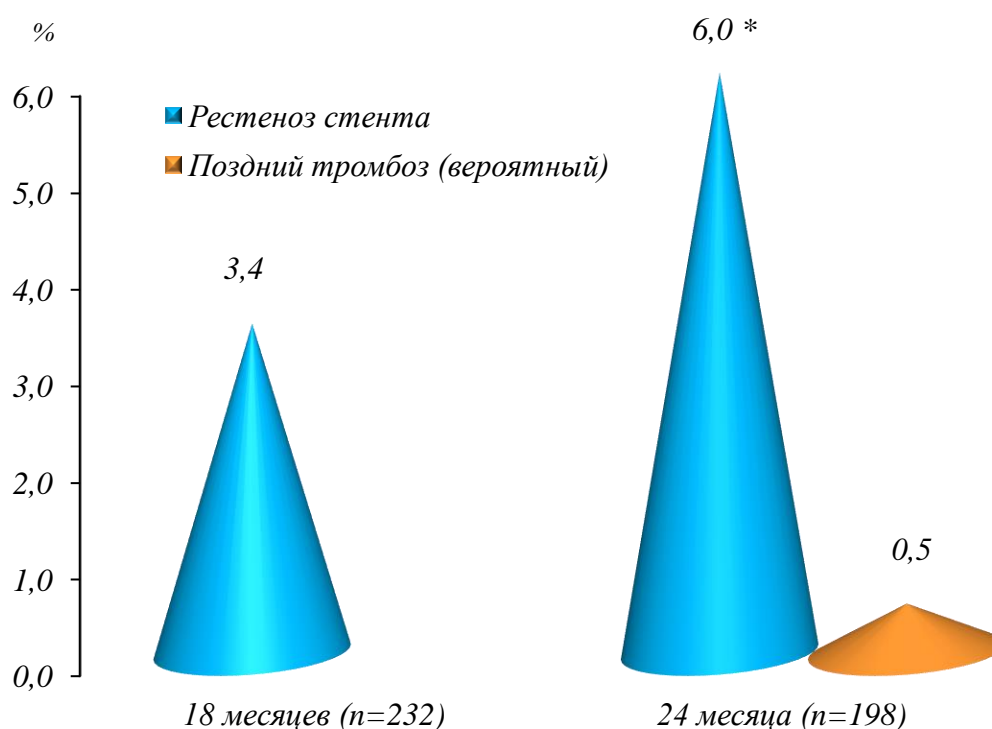 %
6,0 *
6,0
Рестеноз стента
Поздний тромбоз (вероятный)
5,0
3,4
4,0
3,0
2,0
0,5
1,0
0,0
18 месяцев (n=232)
24 месяца (n=198)